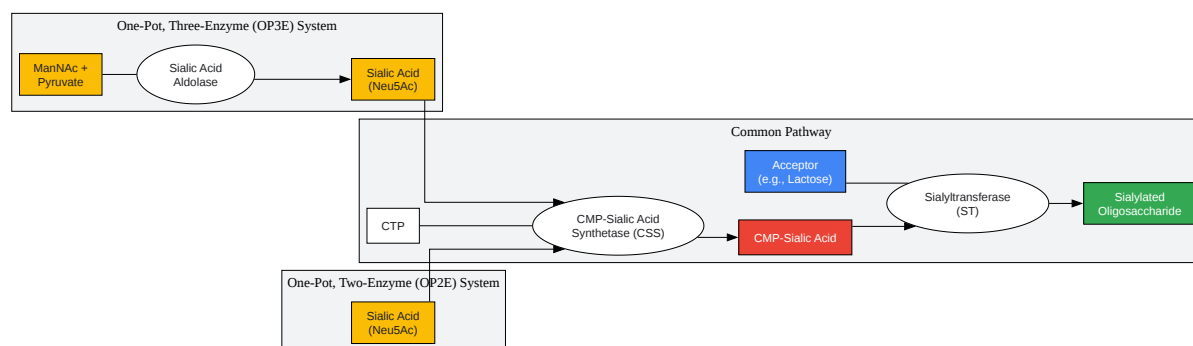 One-Pot, Three-Enzyme (OP3E) System
ManNAc +
Pyruvate
Sialic Acid
Aldolase
Sialic Acid
(Neu5Ac)
Common Pathway
Acceptor
(e.g., Lactose)
Sialyltransferase
(ST)
Sialylated
Oligosaccharide
CTP
CMP-Sialic Acid
Synthetase (CSS)
CMP-Sialic Acid
One-Pot, Two-Enzyme (OP2E) System
Sialic Acid
(Neu5Ac)